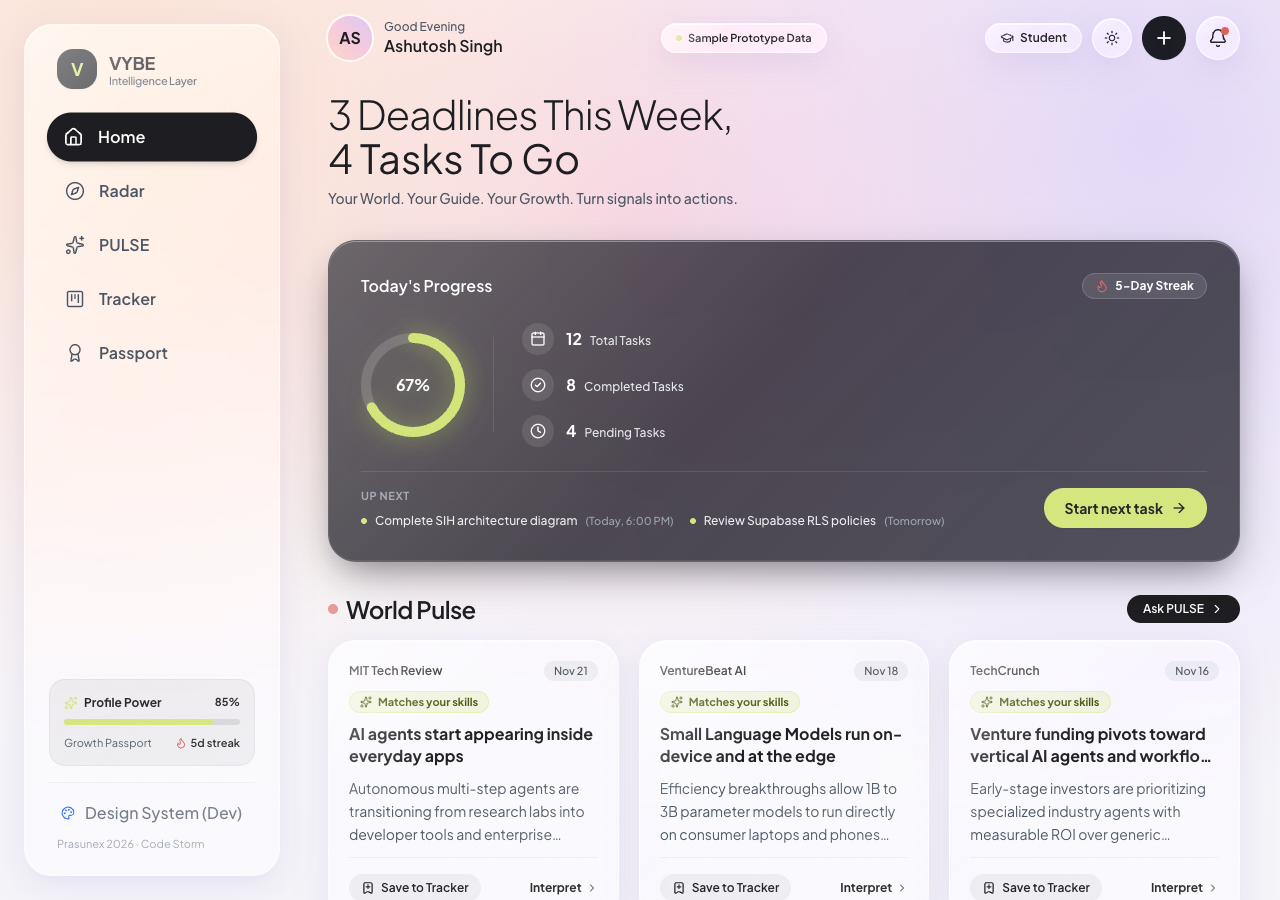 V
VYBE
Intelligence Layer
Home
Radar
PULSE
Tracker
Passport
Profile Power
85%
Growth Passport
5d streak
Design System (Dev)
Prasunex 2026 · Code Storm
AS
Good Evening
Ashutosh Singh
Sample Prototype Data
Student
3 Deadlines This Week,
4 Tasks To Go
Your World. Your Guide. Your Growth. Turn signals into actions.
Today's Progress
5-Day Streak
67%
12 Total Tasks
8 Completed Tasks
4 Pending Tasks
UP NEXT
Complete SIH architecture diagram (Today, 6:00 PM)
Review Supabase RLS policies (Tomorrow)
Start next task
World Pulse
Ask PULSE
MIT Tech Review
Nov 21
Matches your skills
AI agents start appearing inside
everyday apps
Autonomous multi-step agents are
transitioning from research labs into
developer tools and enterprise...
Save to Tracker
Interpret
VentureBeat AI
Nov 18
Matches your skills
Small Language Models run on-
device and at the edge
Efficiency breakthroughs allow 1B to
3B parameter models to run directly
on consumer laptops and phones...
Save to Tracker
Interpret
TechCrunch
Nov 16
Matches your skills
Venture funding pivots toward
vertical AI agents and workflo...
Early-stage investors are prioritizing
specialized industry agents with
measurable ROI over generic...
Save to Tracker
Interpret